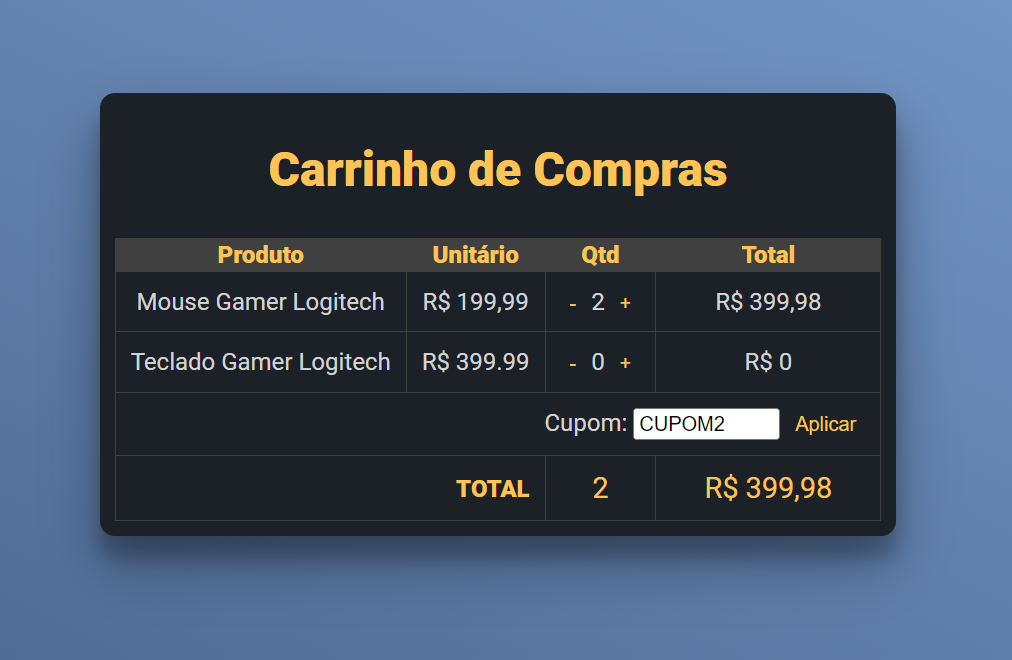 Carrinho de Compras
Produto Unitário Qtd Total
Mouse Gamer Logitech R$ 199,99 - 2 + R$ 399,98
Teclado Gamer Logitech R$ 399.99 - 0 + R$ 0
Cupom: CUPOM2 Aplicar
TOTAL 2 R$ 399,98